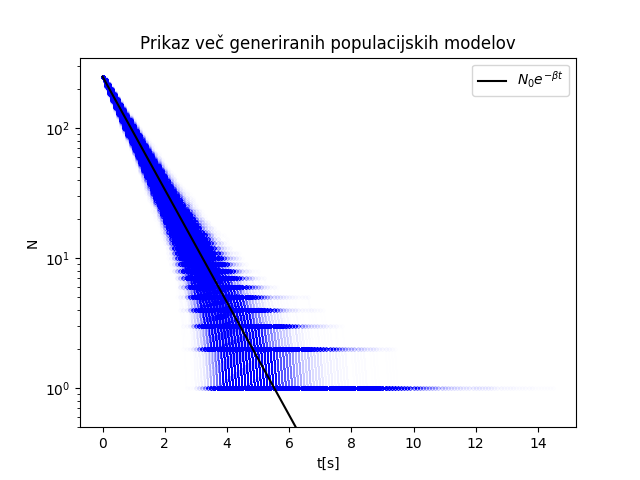 Prikaz več generiranih populacijskih modelov
N₀e⁻ᵝᵗ
10²
10¹
10⁰
N
0 2 4 6 8 10 12 14
t[s]